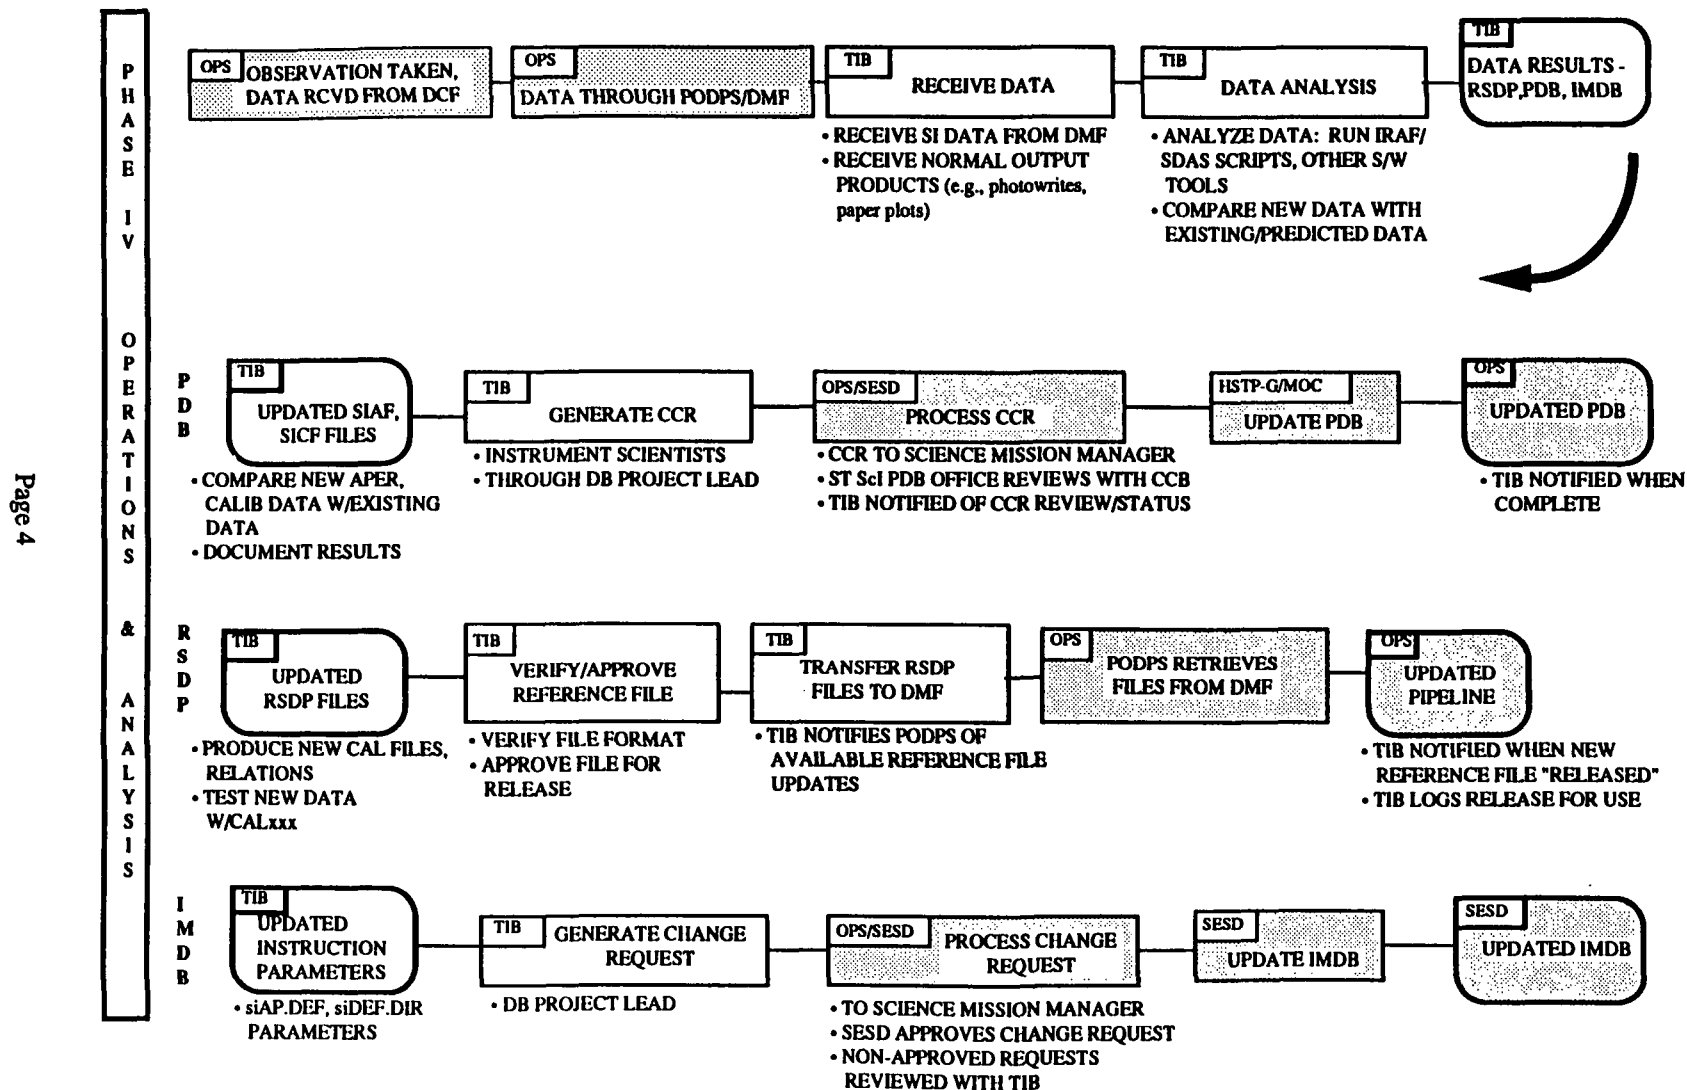 PHASE IV OPERATIONS & ANALYSIS
OPS
OBSERVATION TAKEN,
DATA RCVD FROM DCF
OPS
DATA THROUGH PODPS/DMF
TIB
RECEIVE DATA
• RECEIVE SI DATA FROM DMF
• RECEIVE NORMAL OUTPUT
PRODUCTS (e.g., photowrites,
paper plots)
TIB
DATA ANALYSIS
• ANALYZE DATA: RUN IRAF/
SDAS SCRIPTS, OTHER S/W
TOOLS
• COMPARE NEW DATA WITH
EXISTING/PREDICTED DATA
TIB
DATA RESULTS -
RSDP,PDB, IMDB
PDB
TIB
UPDATED SIAF,
SICF FILES
• COMPARE NEW APER,
CALIB DATA W/EXISTING
DATA
• DOCUMENT RESULTS
TIB
GENERATE CCR
• INSTRUMENT SCIENTISTS
• THROUGH DB PROJECT LEAD
OPS/SESD
PROCESS CCR
• CCR TO SCIENCE MISSION MANAGER
• ST ScI PDB OFFICE REVIEWS WITH CCB
• TIB NOTIFIED OF CCR REVIEW/STATUS
HSTP-G/MOC
UPDATE PDB
OPS
UPDATED PDB
• TIB NOTIFIED WHEN
COMPLETE
RSDP
TIB
UPDATED
RSDP FILES
• PRODUCE NEW CAL FILES,
RELATIONS
• TEST NEW DATA
W/CALxxx
TIB
VERIFY/APPROVE
REFERENCE FILE
• VERIFY FILE FORMAT
• APPROVE FILE FOR
RELEASE
TIB
TRANSFER RSDP
FILES TO DMF
• TIB NOTIFIES PODPS OF
AVAILABLE REFERENCE FILE
UPDATES
OPS
PODPS RETRIEVES
FILES FROM DMF
OPS
UPDATED
PIPELINE
• TIB NOTIFIED WHEN NEW
REFERENCE FILE "RELEASED"
• TIB LOGS RELEASE FOR USE
IMDB
TIB
UPDATED
INSTRUCTION
PARAMETERS
• siAP.DEF, siDEF.DIR
PARAMETERS
TIB
GENERATE CHANGE
REQUEST
• DB PROJECT LEAD
OPS/SESD
PROCESS CHANGE
REQUEST
• TO SCIENCE MISSION MANAGER
• SESD APPROVES CHANGE REQUEST
• NON-APPROVED REQUESTS
REVIEWED WITH TIB
SESD
UPDATE IMDB
SESD
UPDATED IMDB
Page 4